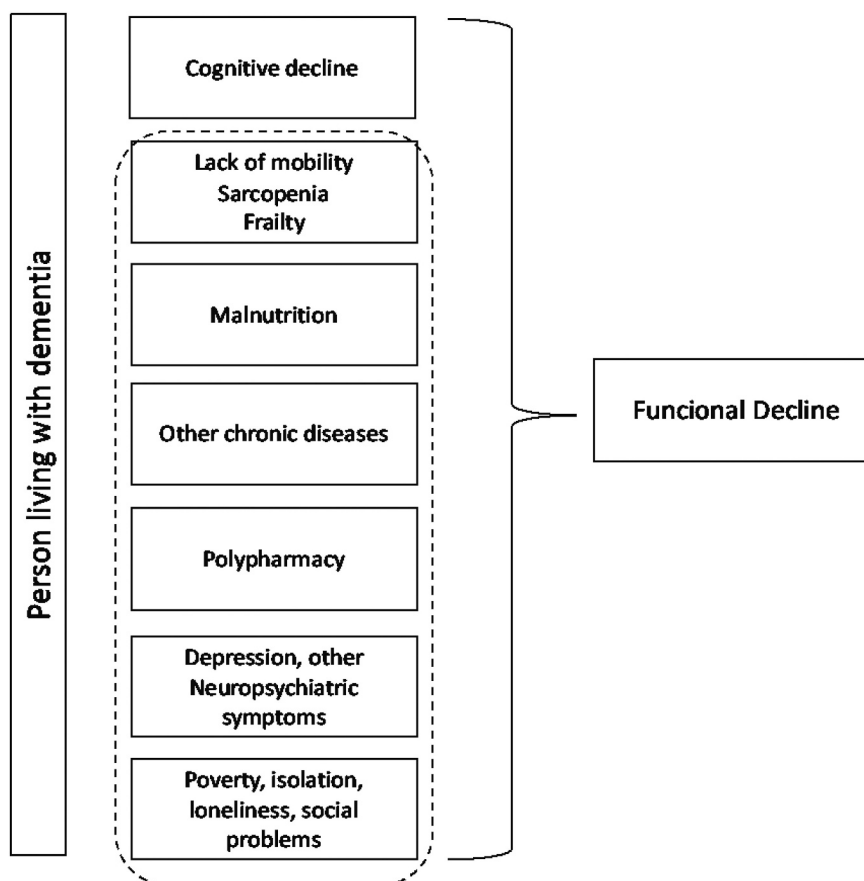 Person living with dementia
Cognitive decline
Lack of mobility
Sarcopenia
Frailty
Malnutrition
Other chronic diseases
Polypharmacy
Depression, other
Neuropsychiatric
symptoms
Poverty, isolation,
loneliness, social
problems
Funcional Decline